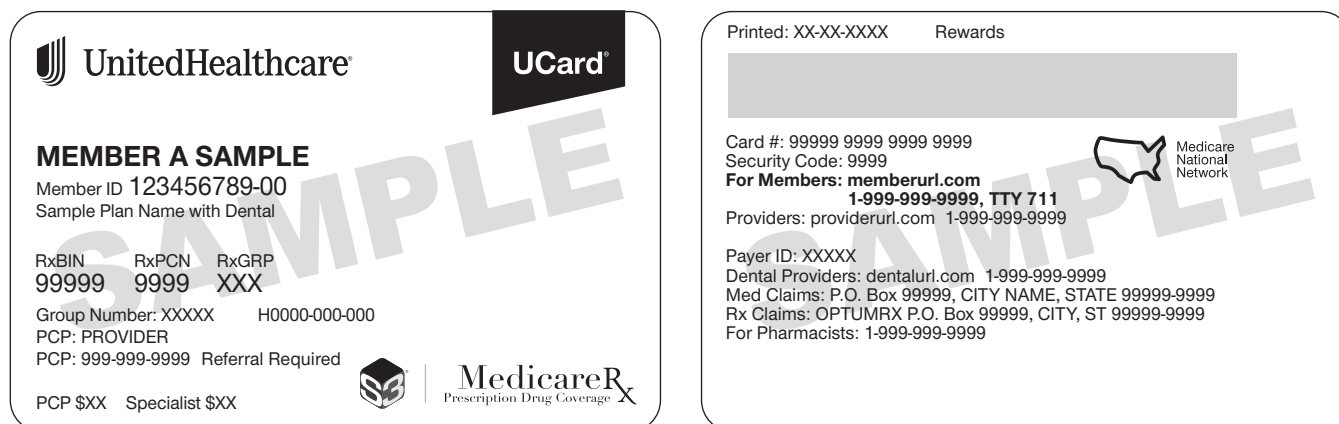 UnitedHealthcare®
UCard®
MEMBER A SAMPLE
Member ID 123456789-00
Sample Plan Name with Dental
RxBIN RxPCN RxGRP
99999 9999 XXX
Group Number: XXXXX H0000-000-000
PCP: PROVIDER
PCP: 999-999-9999 Referral Required
PCP $XX Specialist $XX
S3
MedicareRx
Prescription Drug Coverage
SAMPLE
Printed: XX-XX-XXXX Rewards
Card #: 99999 9999 9999 9999
Security Code: 9999
For Members: memberurl.com
1-999-999-9999, TTY 711
Providers: providerurl.com 1-999-999-9999
Medicare
National
Network
Payer ID: XXXXX
Dental Providers: dentalurl.com 1-999-999-9999
Med Claims: P.O. Box 99999, CITY NAME, STATE 99999-9999
Rx Claims: OPTUMRX P.O. Box 99999, CITY, ST 99999-9999
For Pharmacists: 1-999-999-9999
SAMPLE